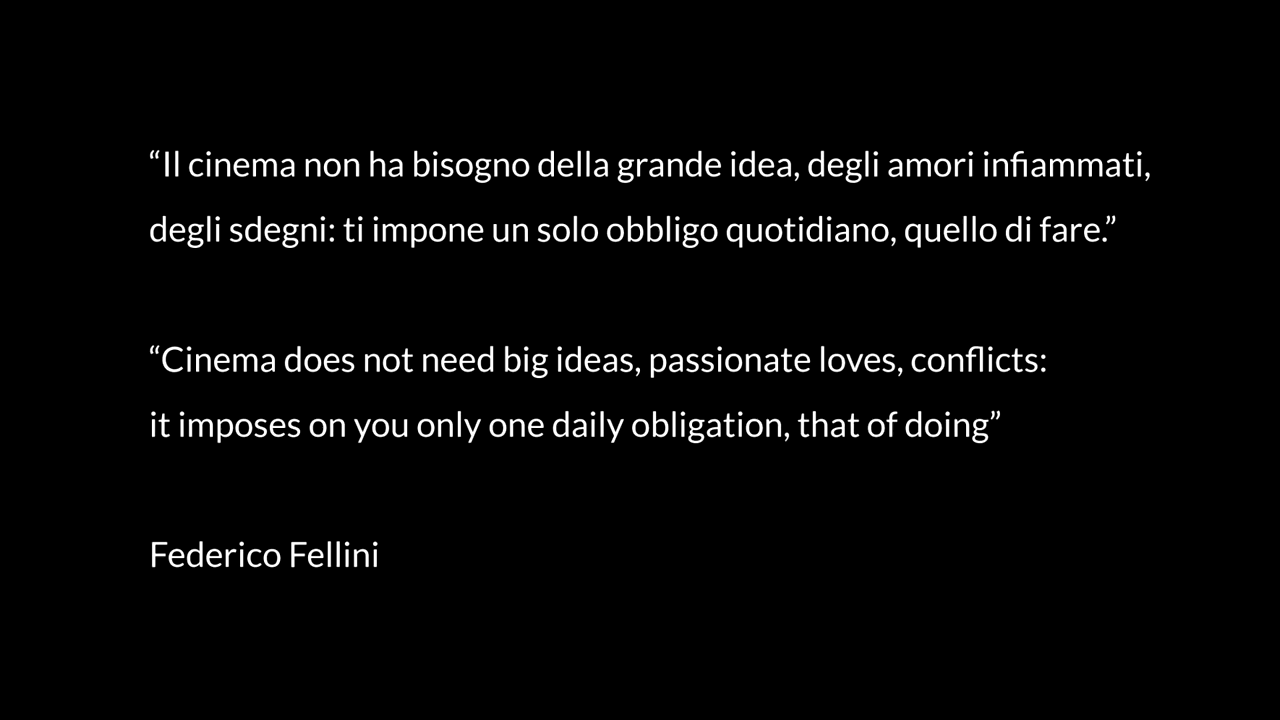 “Il cinema non ha bisogno della grande idea, degli amori infiammati,
degli sdegni: ti impone un solo obbligo quotidiano, quello di fare.”
“Cinema does not need big ideas, passionate loves, conflicts:
it imposes on you only one daily obligation, that of doing”
Federico Fellini